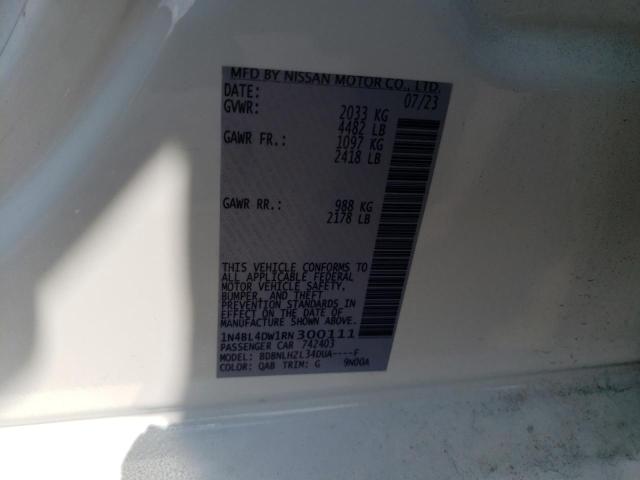 MFD BY NISSAN MOTOR CO., LTD.
DATE: 07/23
GVWR: 2033 KG
4482 LB
GAWR FR.: 1097 KG
2418 LB
GAWR RR.: 988 KG
2178 LB
THIS VEHICLE CONFORMS TO
ALL APPLICABLE FEDERAL
MOTOR VEHICLE SAFETY,
BUMPER, AND THEFT
PREVENTION STANDARDS IN
EFFECT ON THE DATE OF
MANUFACTURE SHOWN ABOVE.
1N4BL4DW1RN300111
PASSENGER CAR 742403
MODEL: BDBNLHZL34DUA----F
COLOR: QAB TRIM: G 9N00A